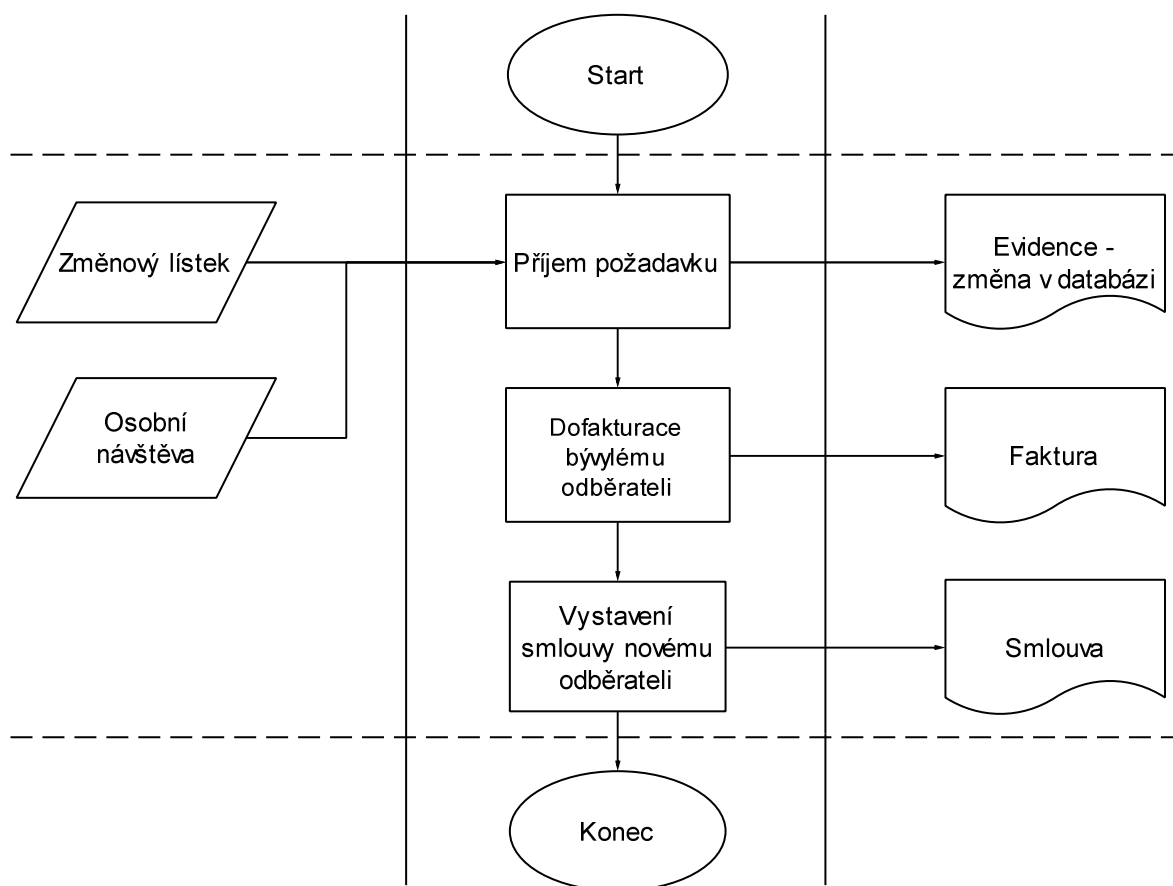 Start
Změnový lístek
Příjem požadavku
Evidence -
změna v databázi
Osobní
návštěva
Dofakturace
bývylému
odběrateli
Faktura
Vystavení
smlouvy novému
odběrateli
Smlouva
Konec